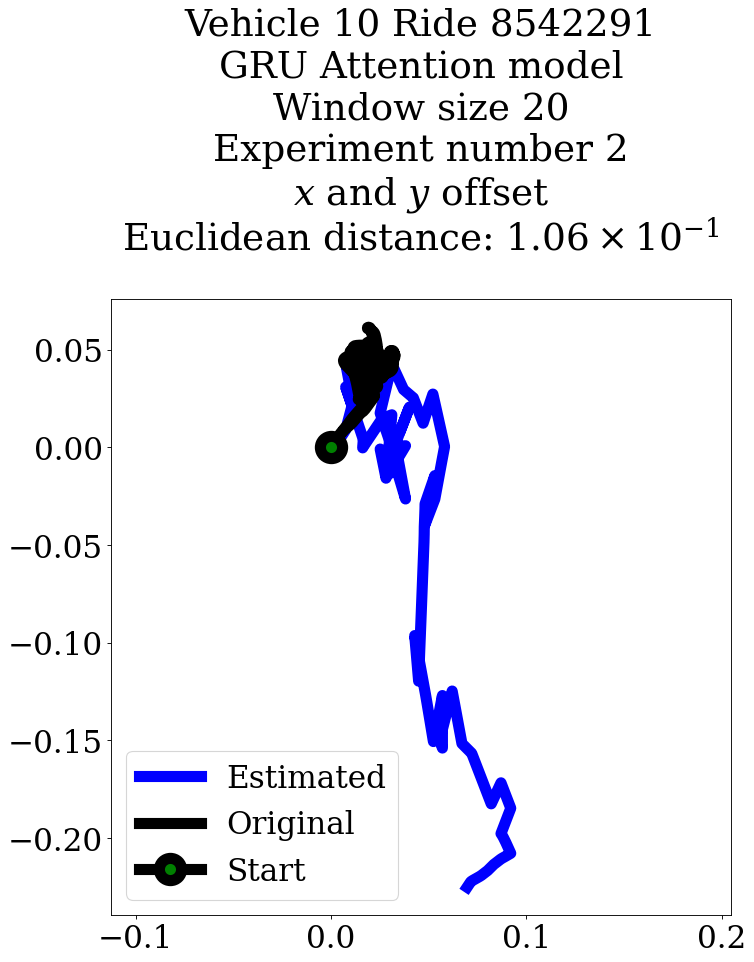 Vehicle 10 Ride 8542291
GRU Attention model
Window size 20
Experiment number 2
x and y offset
Euclidean distance: 1.06 × 10⁻¹
0.05
0.00
−0.05
−0.10
−0.15
−0.20
Estimated
Original
Start
−0.1
0.0
0.1
0.2